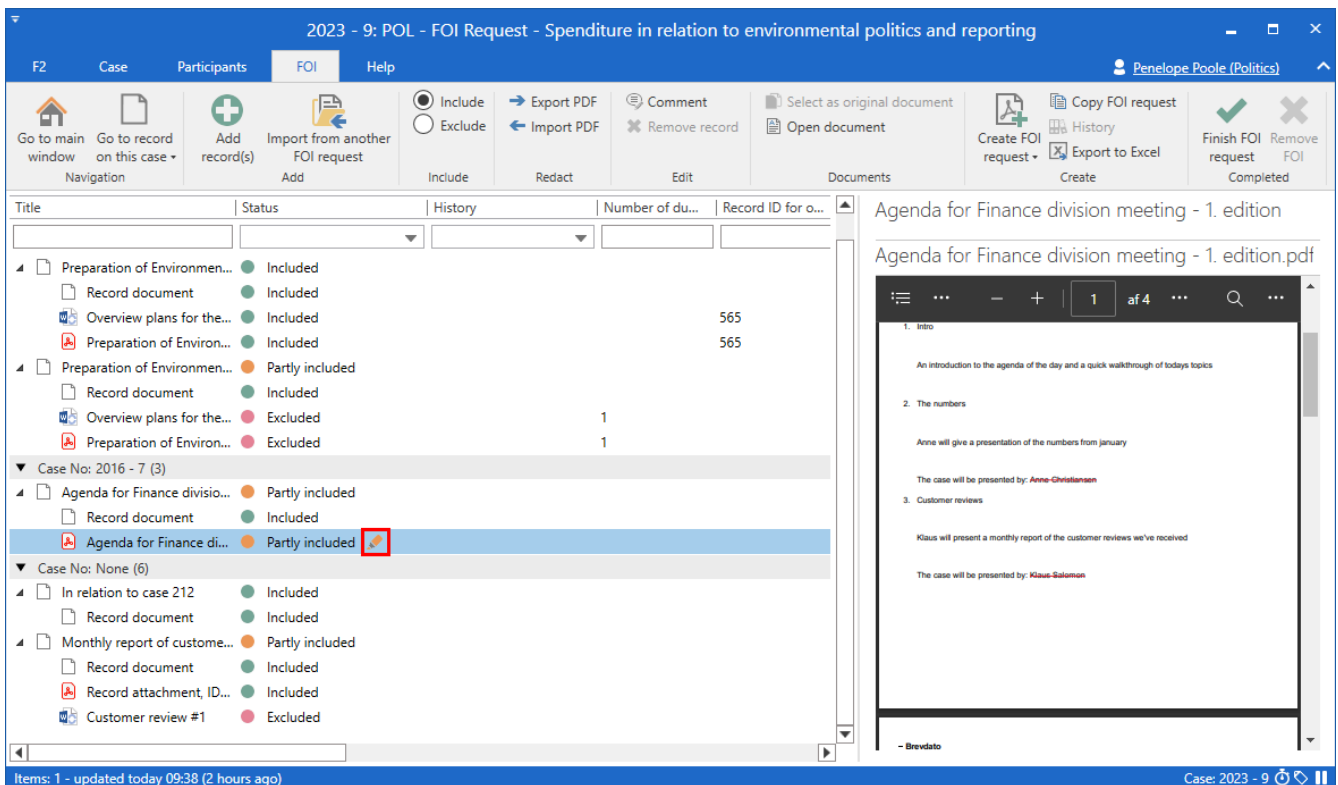 2023 - 9: POL - FOI Request - Spenditure in relation to environmental politics and reporting
F2 Case Participants FOI Help Penelope Poole (Politics)
Go to main window
Go to record on this case
Navigation
Add record(s)
Import from another FOI request
Add
Include
Exclude
Include
Export PDF
Import PDF
Redact
Comment
Remove record
Edit
Select as original document
Open document
Documents
Create FOI request
Copy FOI request
History
Export to Excel
Create
Finish FOI request
Remove FOI
Completed
Title Status History Number of du... Record ID for o...
Preparation of Environmen... Included
Record document Included
Overview plans for the... Included 565
Preparation of Environ... Included 565
Preparation of Environmen... Partly included
Record document Included
Overview plans for the... Excluded 1
Preparation of Environ... Excluded 1
Case No: 2016 - 7 (3)
Agenda for Finance divisio... Partly included
Record document Included
Agenda for Finance di... Partly included
Case No: None (6)
In relation to case 212 Included
Record document Included
Monthly report of custome... Partly included
Record document Included
Record attachment, ID... Included
Customer review #1 Excluded
Agenda for Finance division meeting - 1. edition
Agenda for Finance division meeting - 1. edition.pdf
1 af 4
1. Intro
An introduction to the agenda of the day and a quick walkthrough of todays topics
2. The numbers
Anne will give a presentation of the numbers from january
The case will be presented by: Anne Christiansen
3. Customer reviews
Klaus will present a monthly report of the customer reviews we've received
The case will be presented by: Klaus Salomon
– Brevdato
Items: 1 - updated today 09:38 (2 hours ago) Case: 2023 - 9